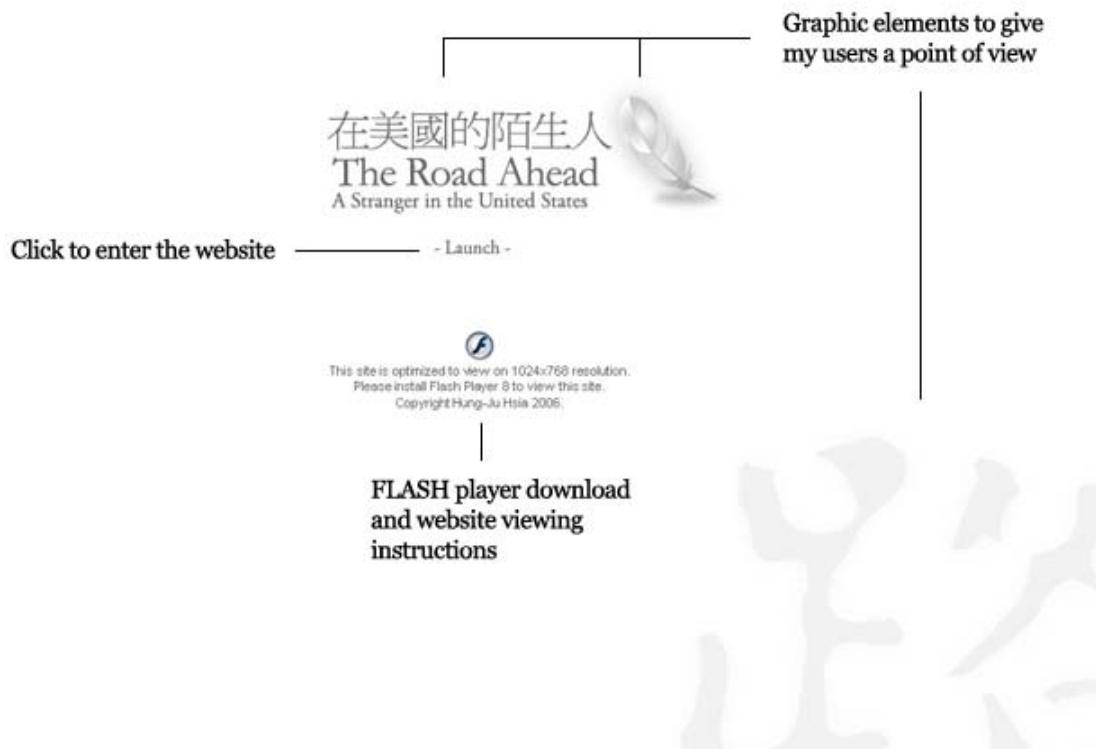 Graphic elements to give
my users a point of view
在美國的陌生人
The Road Ahead
A Stranger in the United States
Click to enter the website
- Launch -
This site is optimized to view on 1024x768 resolution.
Please install Flash Player 8 to view this site.
Copyright Hung-Ju Hsia 2006.
FLASH player download
and website viewing
instructions